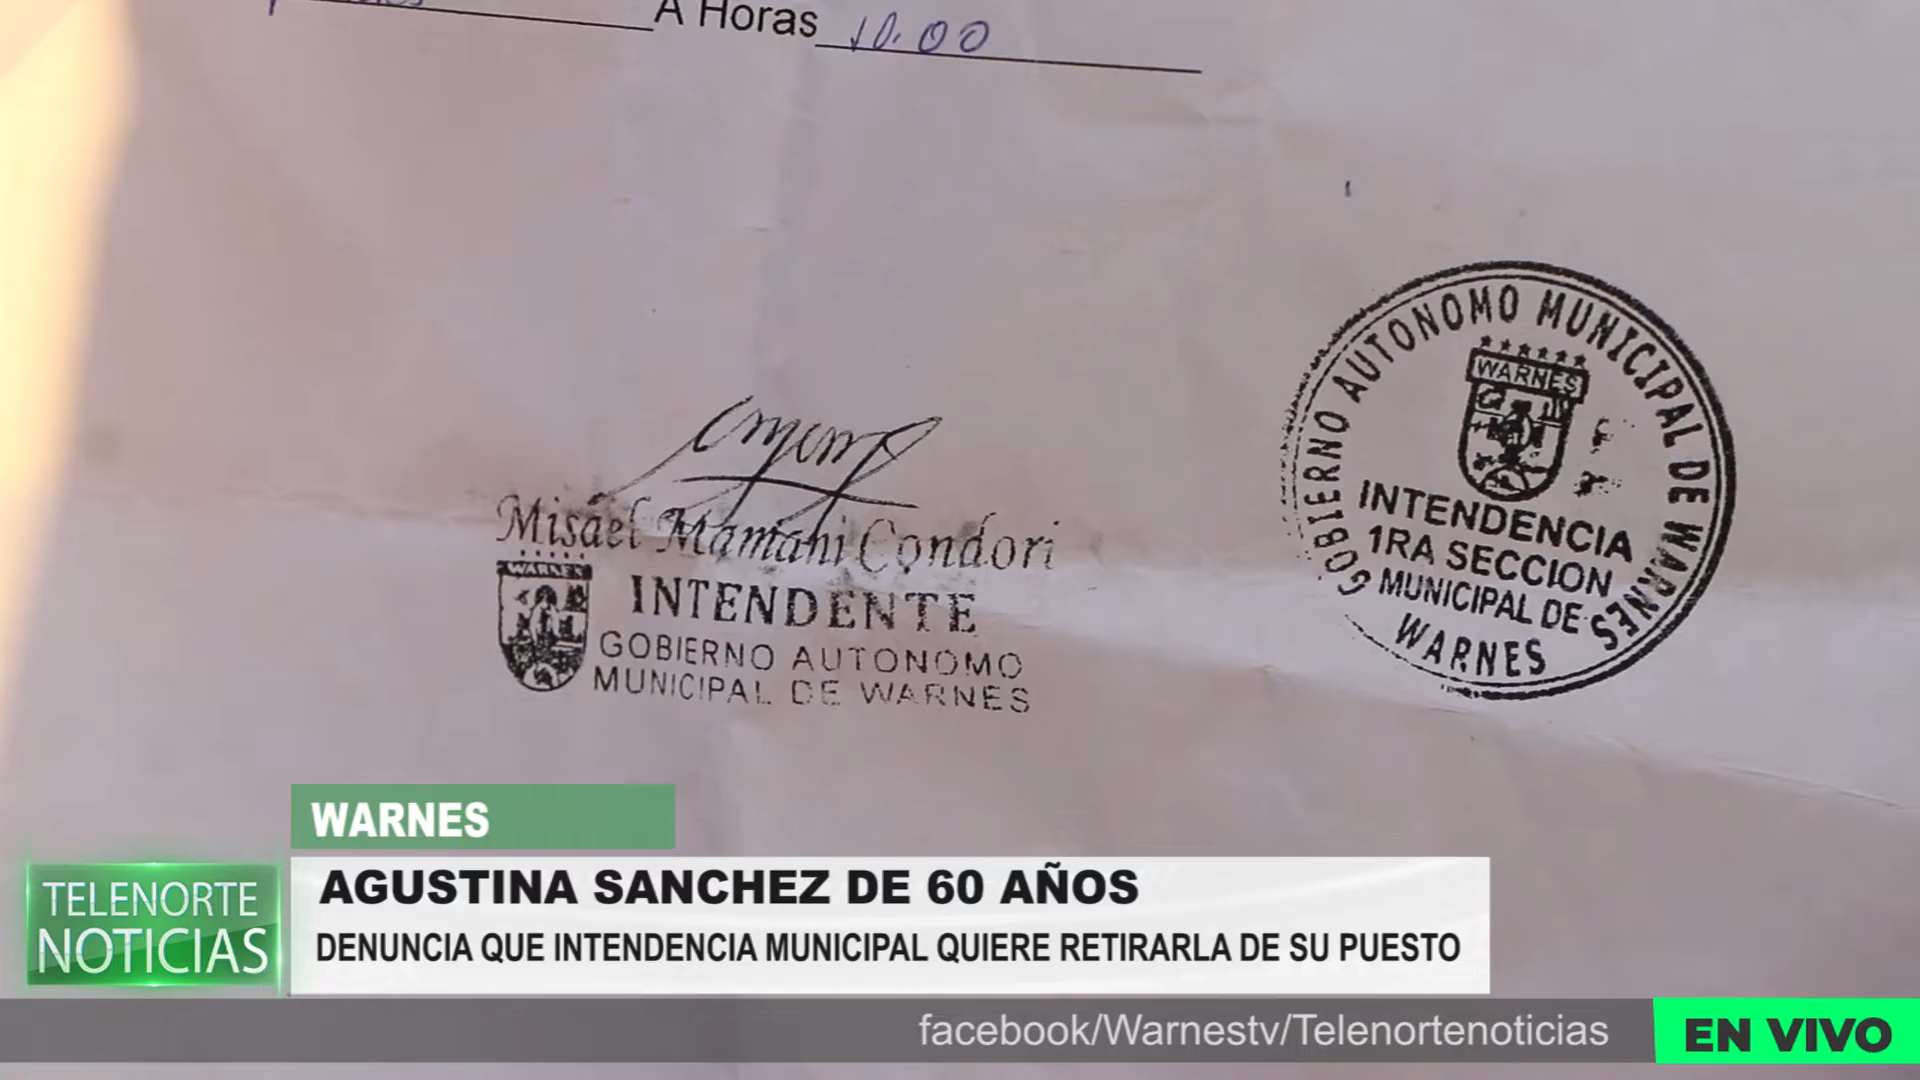 A Horas 10:00
Misael Mamani Condori
WARNES
INTENDENTE
GOBIERNO AUTONOMO
MUNICIPAL DE WARNES
GOBIERNO AUTONOMO MUNICIPAL DE WARNES
WARNES
INTENDENCIA
1RA SECCION
MUNICIPAL DE
WARNES
WARNES
AGUSTINA SANCHEZ DE 60 AÑOS
DENUNCIA QUE INTENDENCIA MUNICIPAL QUIERE RETIRARLA DE SU PUESTO
TELENORTE
NOTICIAS
facebook/Warnestv/Telenortenoticias
EN VIVO